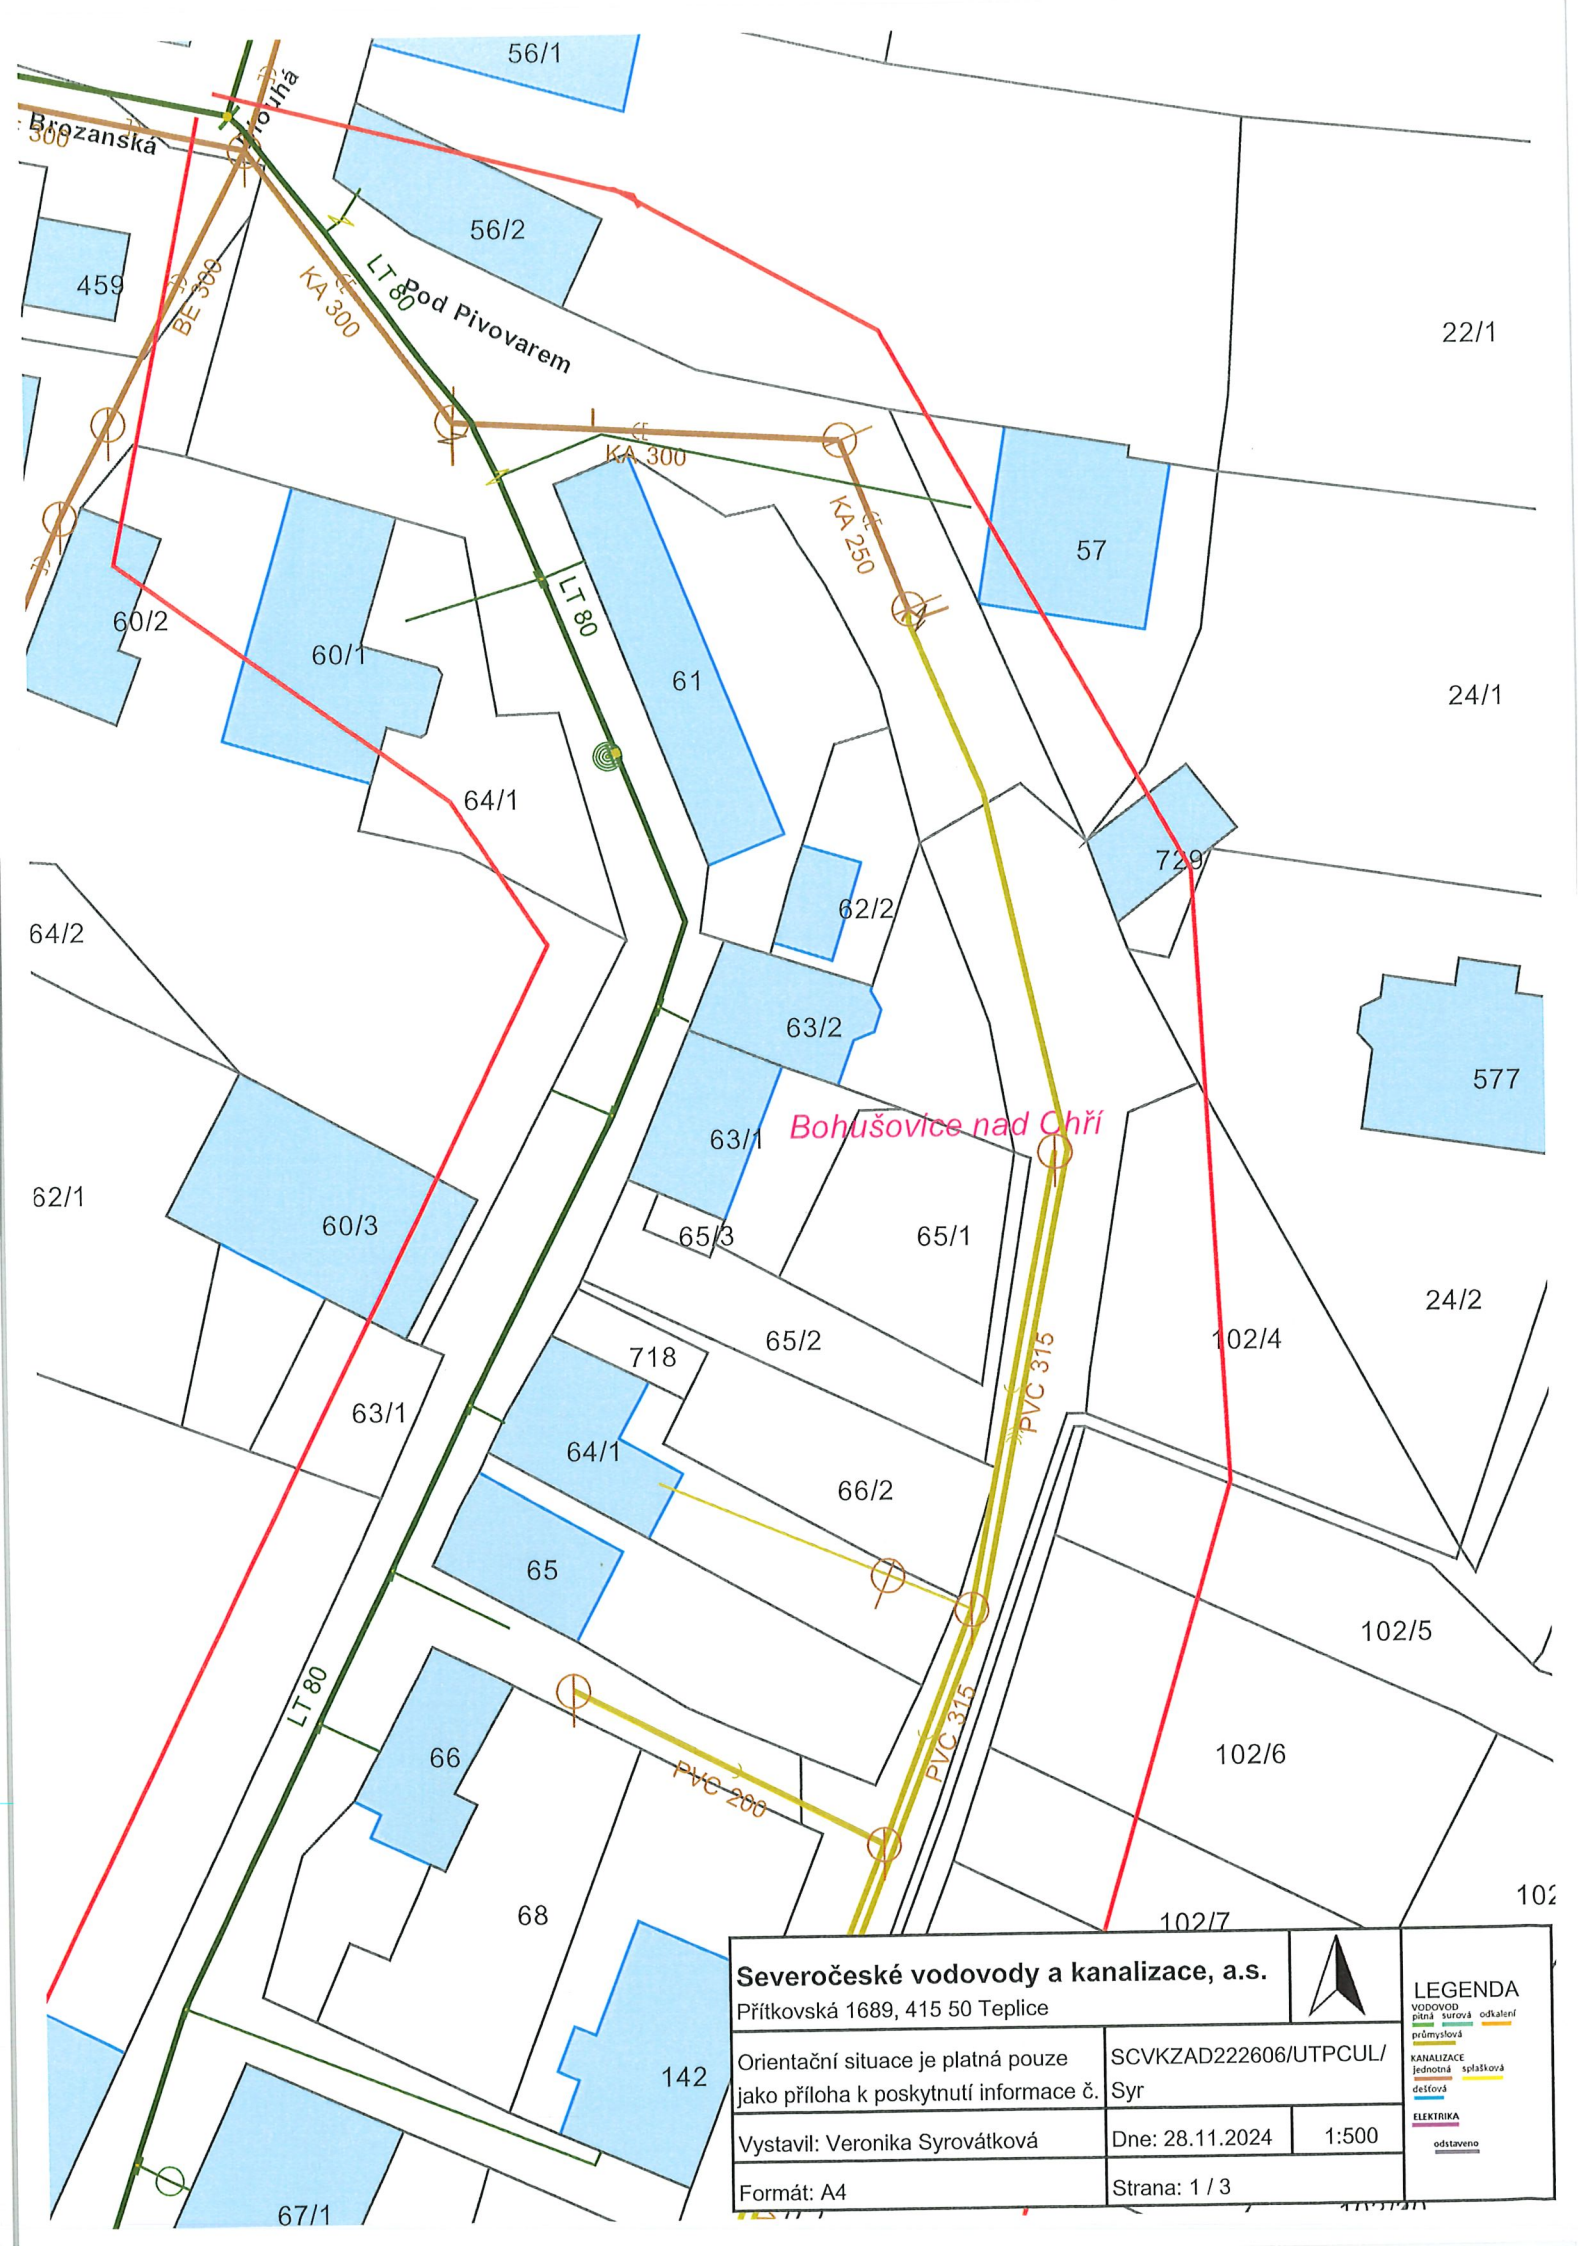 56/1
Dlouhá
Brozanská
300
56/2
459
BE 300
KA 300
LT 80
Pod Pivovarem
22/1
KA 300
KA 250
57
LT 80
60/2
60/1
61
24/1
64/1
729
62/2
64/2
63/2
577
Bohušovice nad Ohří
63/1
62/1
60/3
65/3
65/1
24/2
102/4
65/2
718
PVC 315
63/1
64/1
66/2
65
102/5
LT 80
PVC 315
66
102/6
PVC 200
68
102
102/7
142
67/1
Severočeské vodovody a kanalizace, a.s.
Přítkovská 1689, 415 50 Teplice
Orientační situace je platná pouze
jako příloha k poskytnutí informace č.
SCVKZAD222606/UTPCUL/
Syr
Vystavil: Veronika Syrovátková
Dne: 28.11.2024
1:500
Formát: A4
Strana: 1 / 3
LEGENDA
VODOVOD
pitná surová odkalení
průmyslová
KANALIZACE
jednotná splašková
dešťová
ELEKTRIKA
odstaveno